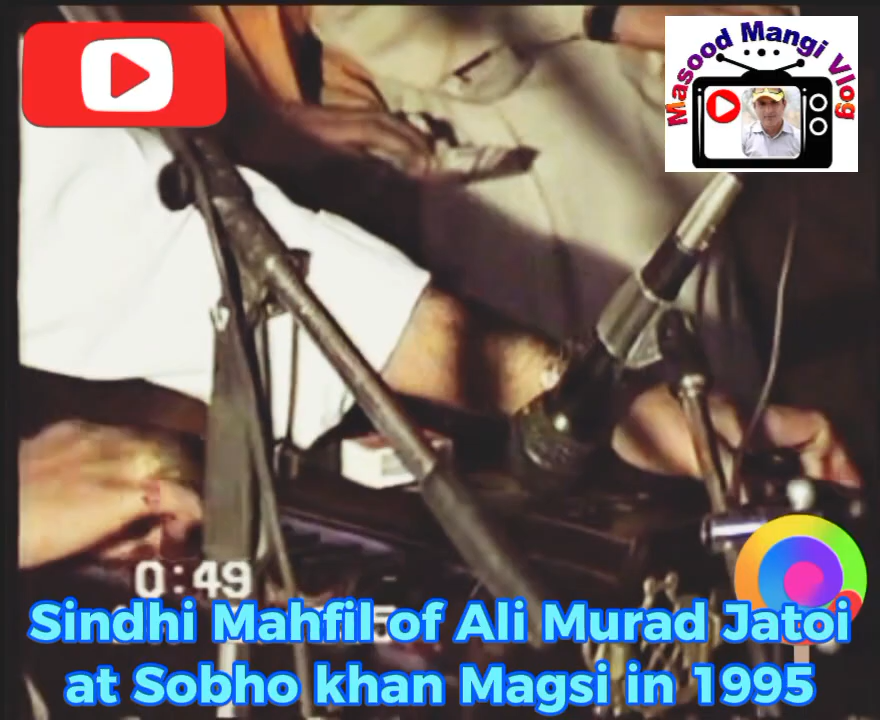 Masood Mangi Vlog
0:49
Sindhi Mahfil of Ali Murad Jatoi
at Sobho khan Magsi in 1995